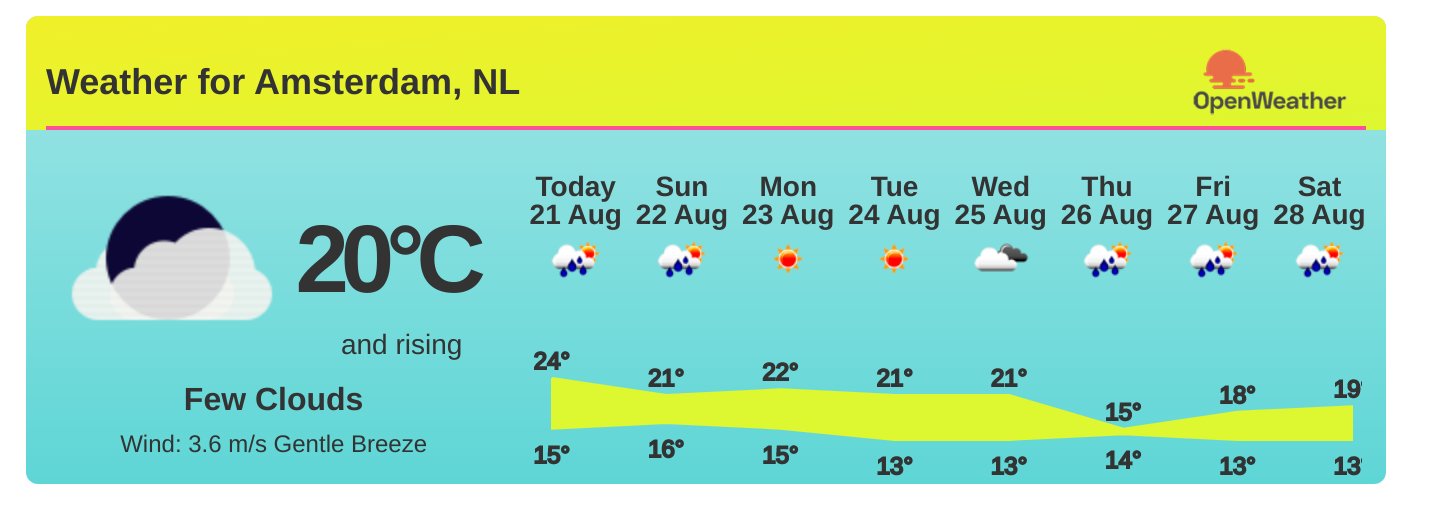 Weather for Amsterdam, NL
OpenWeather
20°C
and rising
Few Clouds
Wind: 3.6 m/s Gentle Breeze
Today Sun Mon Tue Wed Thu Fri Sat
21 Aug 22 Aug 23 Aug 24 Aug 25 Aug 26 Aug 27 Aug 28 Aug
24° 21° 22° 21° 21° 15° 18° 19°
15° 16° 15° 13° 13° 14° 13° 13°